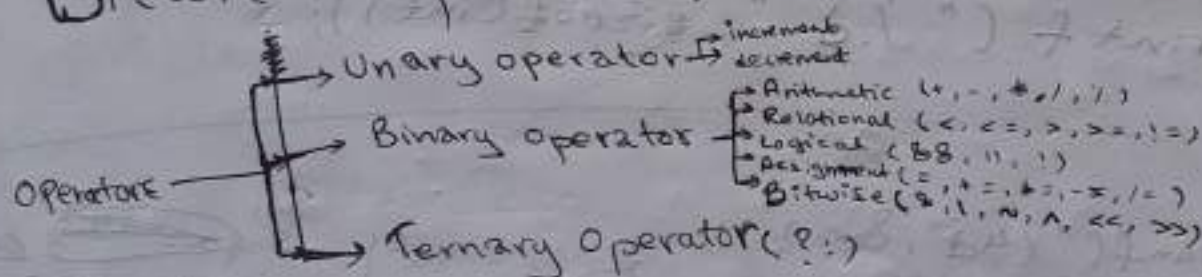 Unary operator increment
decrement
Binary operator Arithmetic (+, -, *, /, %)
Relational (<, <=, >, >=, !=)
Logical (&&, ||, !)
Assignment (=, +=, *=, -=, /=)
Bitwise (&, |, ~, ^, <<, >>)
Operators
Ternary Operator (?:)